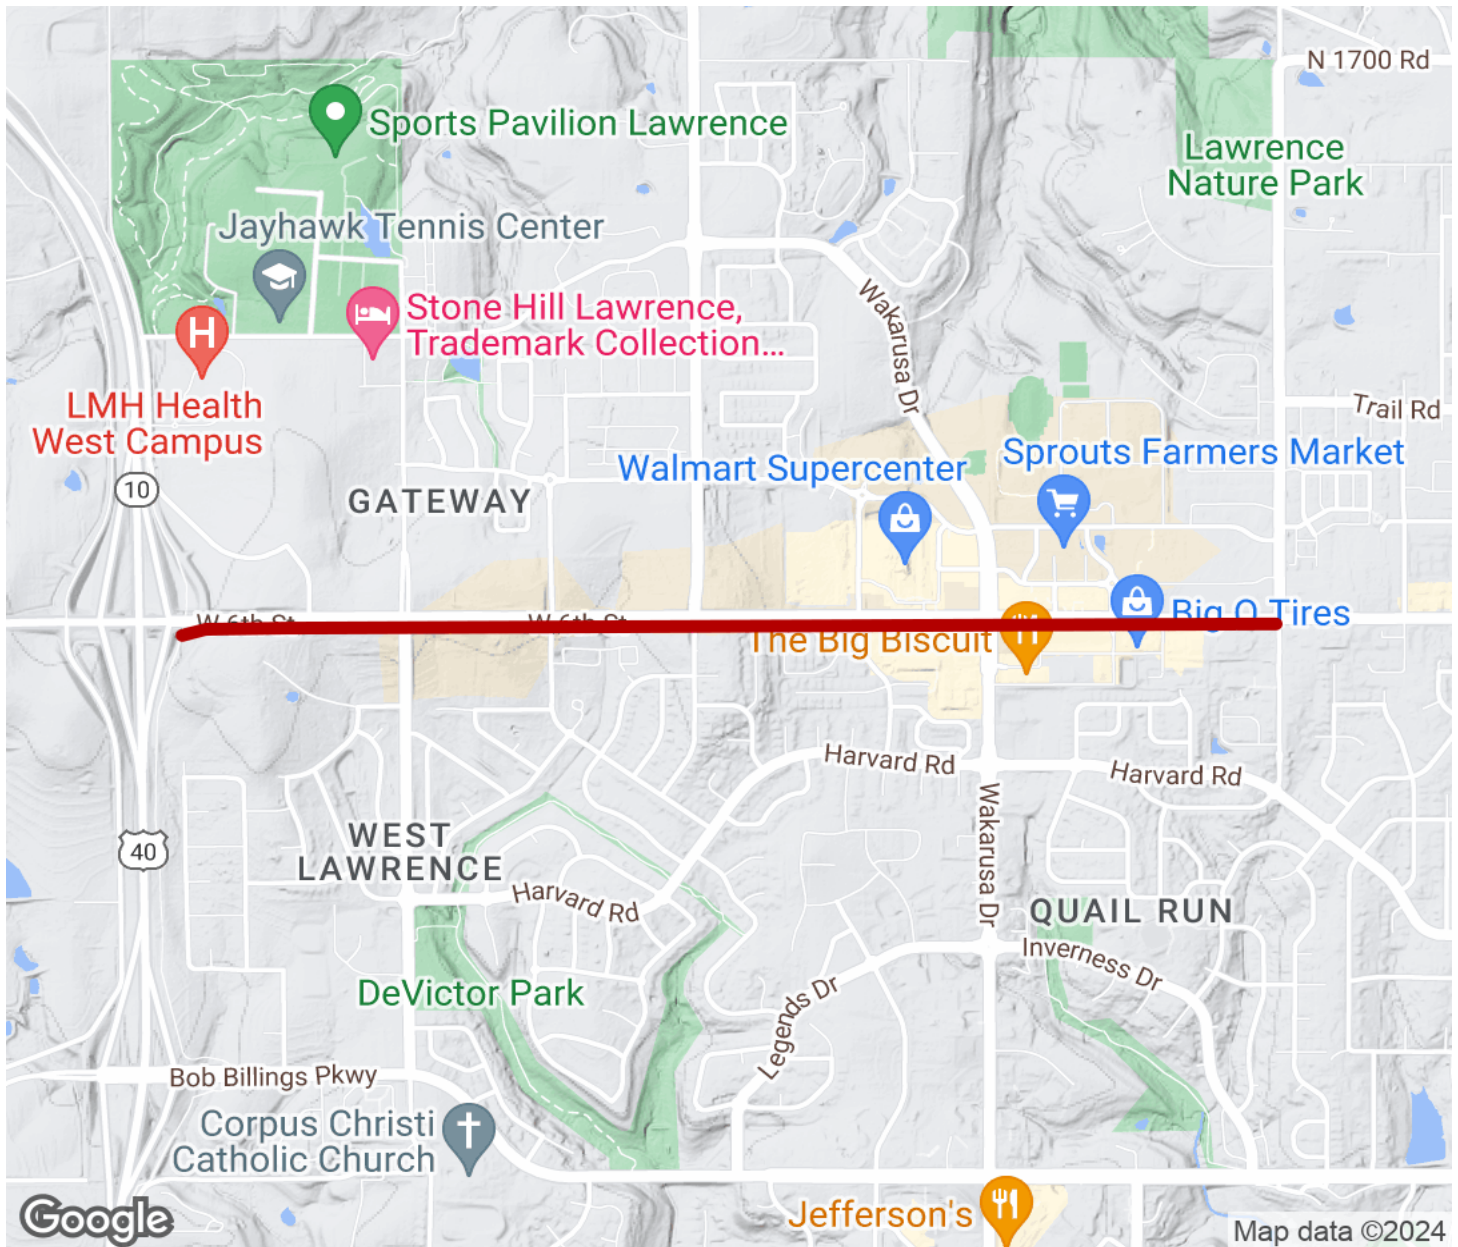 N 1700 Rd
Sports Pavilion Lawrence
Lawrence
Nature Park
Jayhawk Tennis Center
Wakarusa Dr
Stone Hill Lawrence,
Trademark Collection...
H
LMH Health
West Campus
Trail Rd
Sprouts Farmers Market
Walmart Supercenter
10
GATEWAY
W 6th St
W 6th St
Big O Tires
The Big Biscuit
Harvard Rd
Harvard Rd
Wakarusa Dr
WEST
LAWRENCE
40
Harvard Rd
QUAIL RUN
Inverness Dr
DeVictor Park
Legends Dr
Bob Billings Pkwy
Corpus Christi
Catholic Church
Jefferson's
Google
Map data ©2024